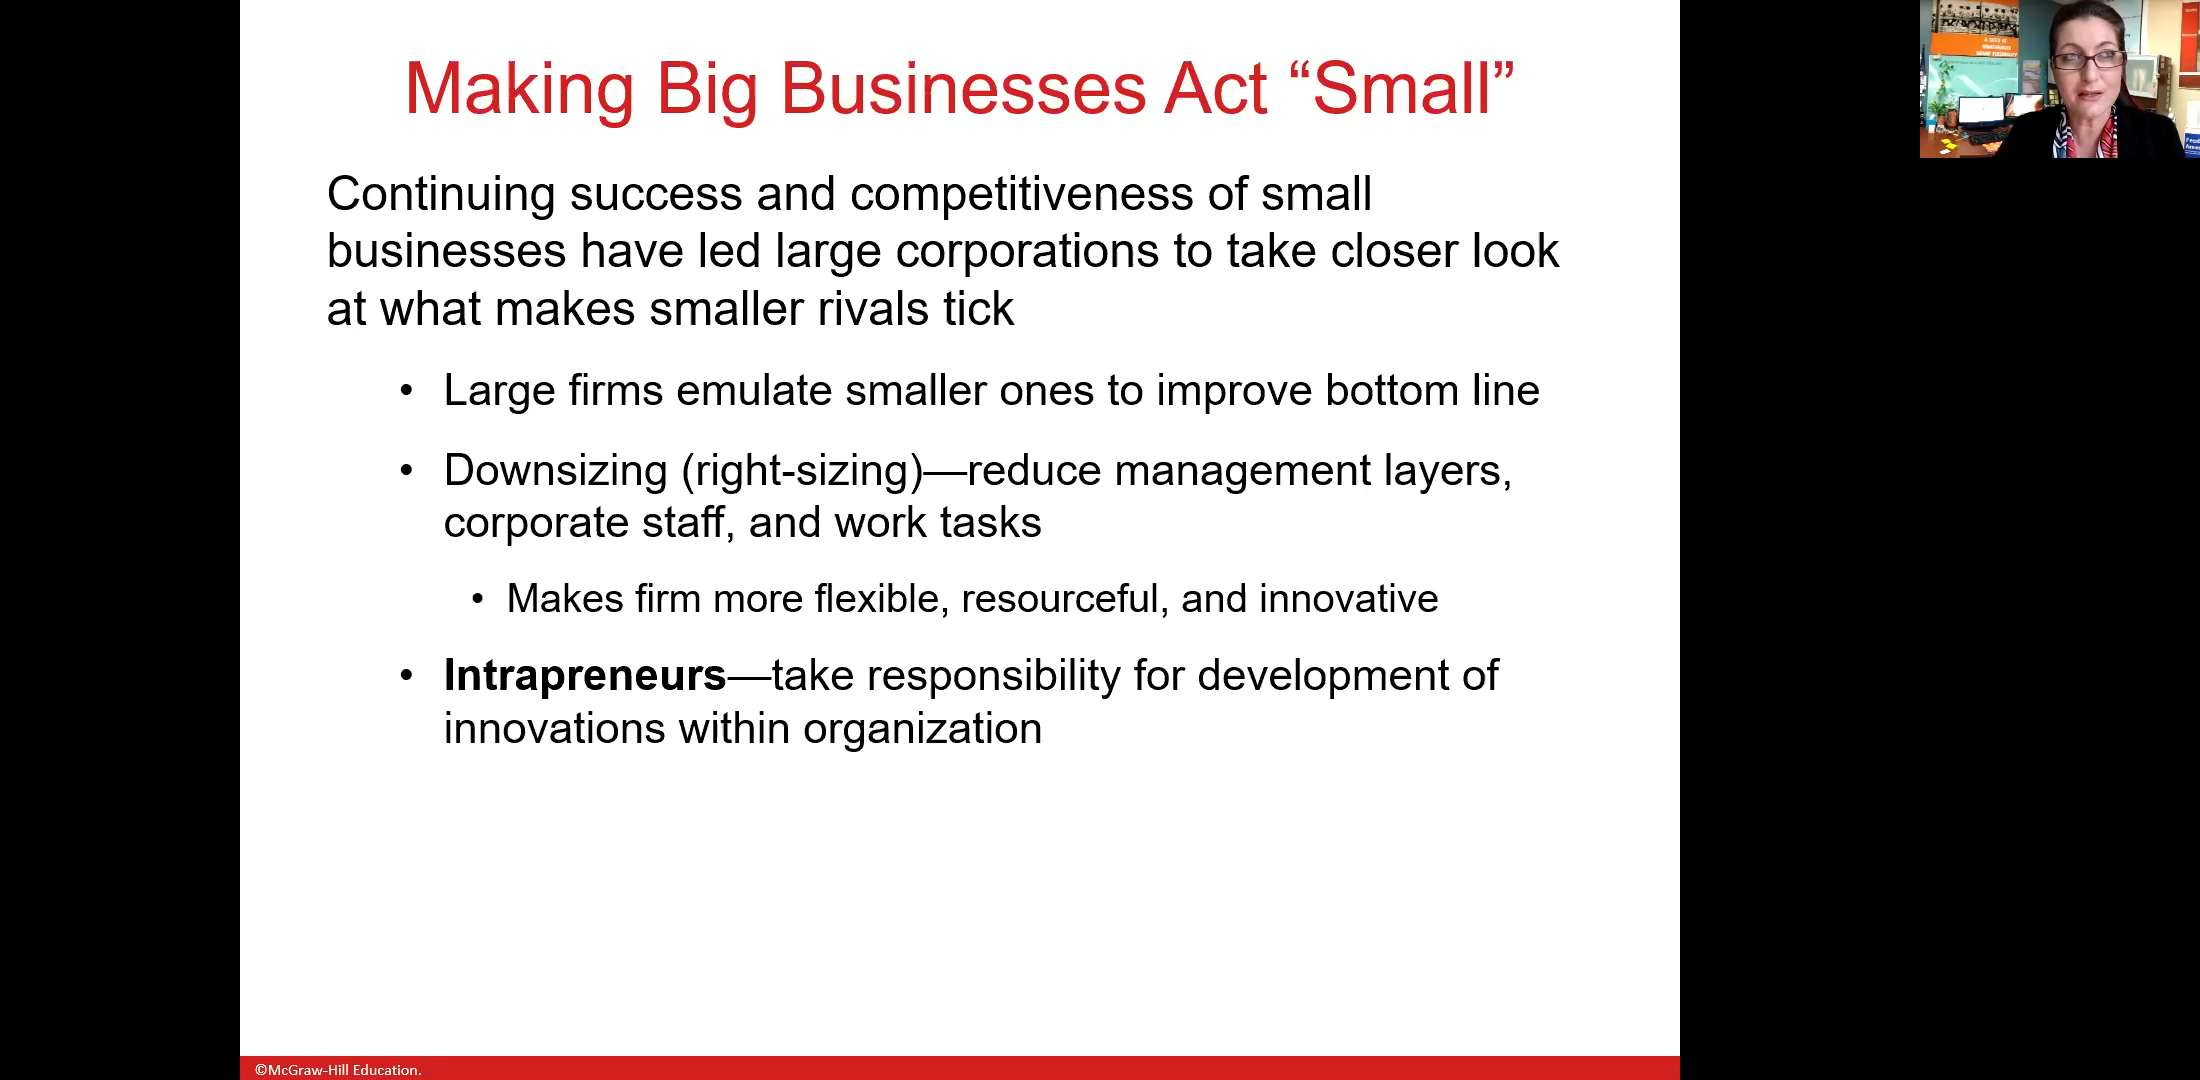 Making Big Businesses Act “Small”
Continuing success and competitiveness of small
businesses have led large corporations to take closer look
at what makes smaller rivals tick
• Large firms emulate smaller ones to improve bottom line
• Downsizing (right-sizing)—reduce management layers,
corporate staff, and work tasks
• Makes firm more flexible, resourceful, and innovative
• Intrapreneurs—take responsibility for development of
innovations within organization
©McGraw-Hill Education.
A TASTE OF